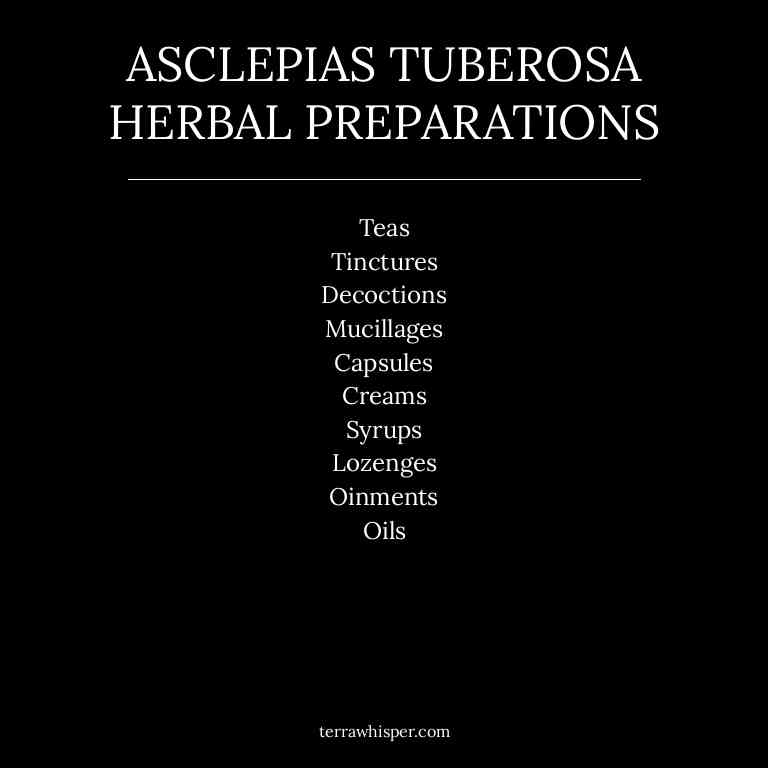 ASCLEPIAS TUBEROSA
HERBAL PREPARATIONS
Teas
Tinctures
Decoctions
Mucillages
Capsules
Creams
Syrups
Lozenges
Oinments
Oils
terrawhisper.com